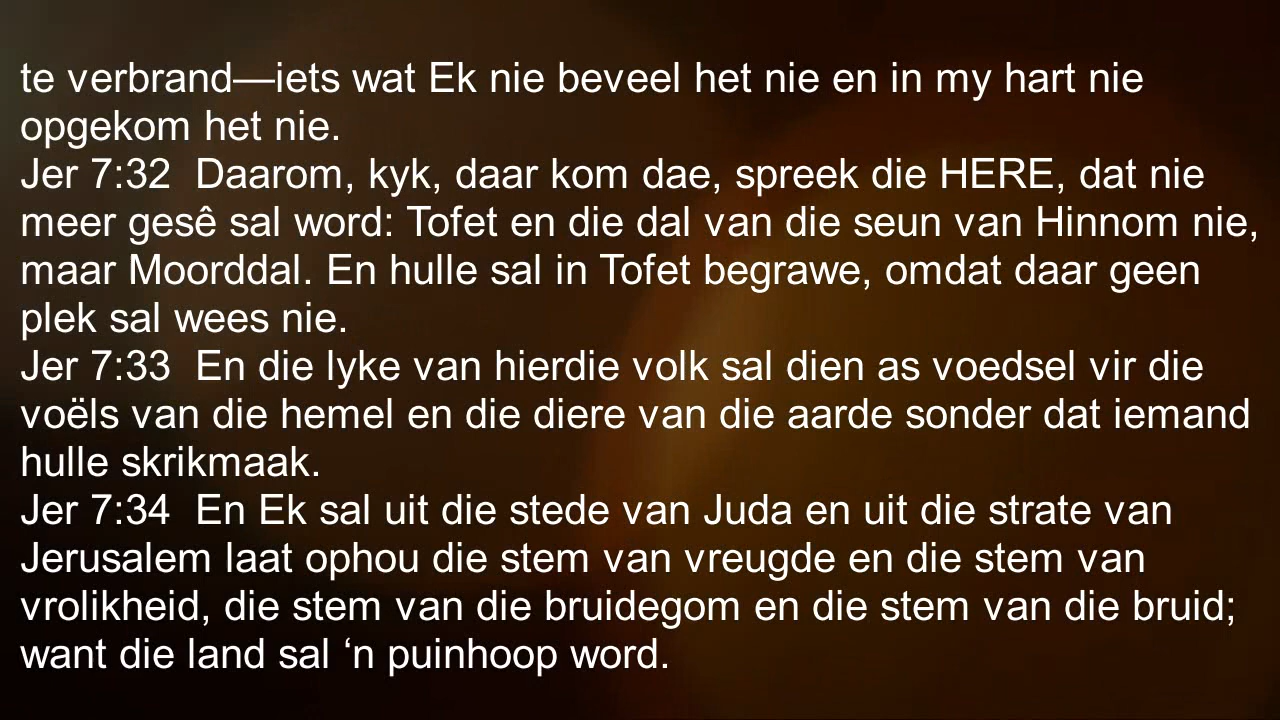 te verbrand—iets wat Ek nie beveel het nie en in my hart nie
opgekom het nie.
Jer 7:32  Daarom, kyk, daar kom dae, spreek die HERE, dat nie
meer gesê sal word: Tofet en die dal van die seun van Hinnom nie,
maar Moorddal. En hulle sal in Tofet begrawe, omdat daar geen
plek sal wees nie.
Jer 7:33  En die lyke van hierdie volk sal dien as voedsel vir die
voëls van die hemel en die diere van die aarde sonder dat iemand
hulle skrikmaak.
Jer 7:34  En Ek sal uit die stede van Juda en uit die strate van
Jerusalem laat ophou die stem van vreugde en die stem van
vrolikheid, die stem van die bruidegom en die stem van die bruid;
want die land sal ‘n puinhoop word.